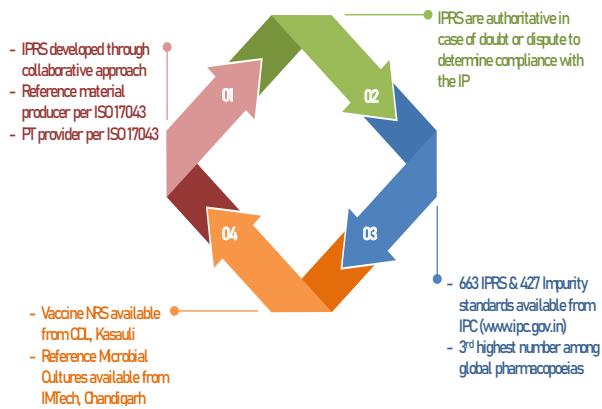 - IPRS developed through
collaborative approach
- Reference material
producer per ISO 17043
- PT provider per ISO 17043
01
IPRS are authoritative in
case of doubt or dispute to
determine compliance with
the IP
02
03
- 663 IPRS & 427 Impurity
standards available from
IPC (www.ipc.gov.in)
- 3rd highest number among
global pharmacopoeias
04
- Vaccine NRS available
from CDL, Kasauli
- Reference Microbial
Cultures available from
IMTech, Chandigarh